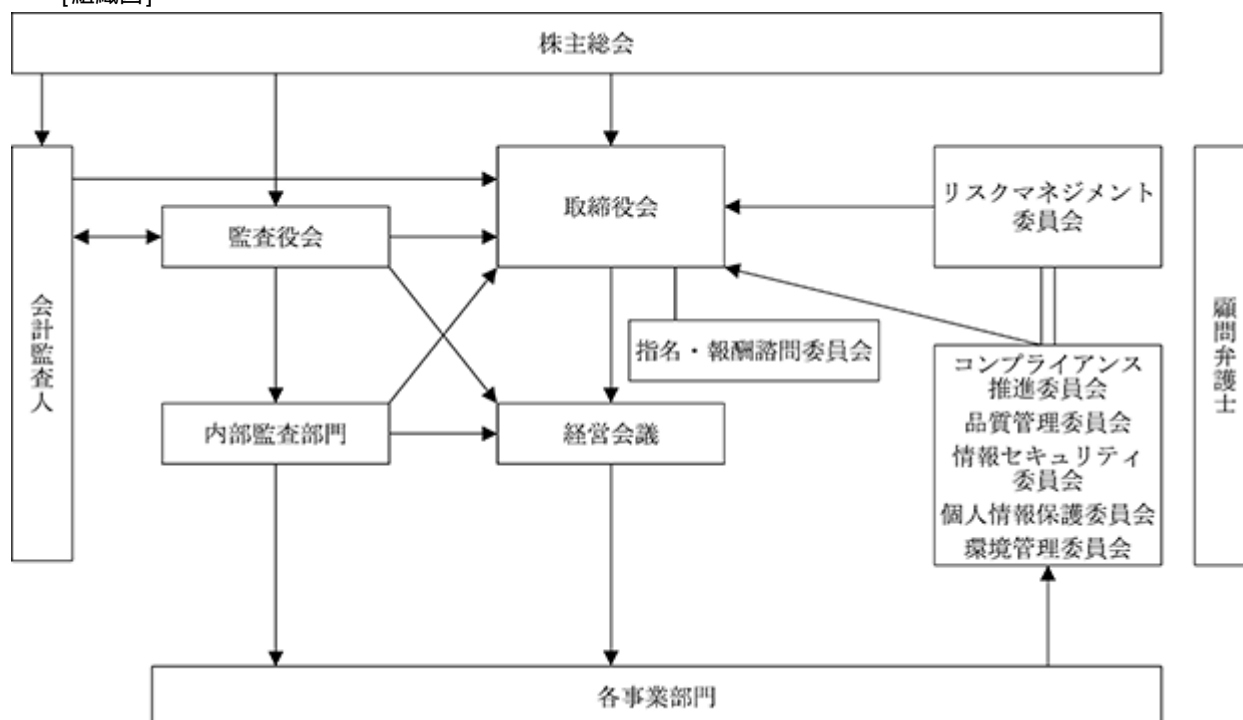 [組織図]
株主総会
取締役会
リスクマネジメント
委員会
監査役会
会計監査人
顧問弁護士
指名・報酬諮問委員会
コンプライアンス
推進委員会
品質管理委員会
情報セキュリティ
委員会
個人情報保護委員会
環境管理委員会
内部監査部門
経営会議
各事業部門